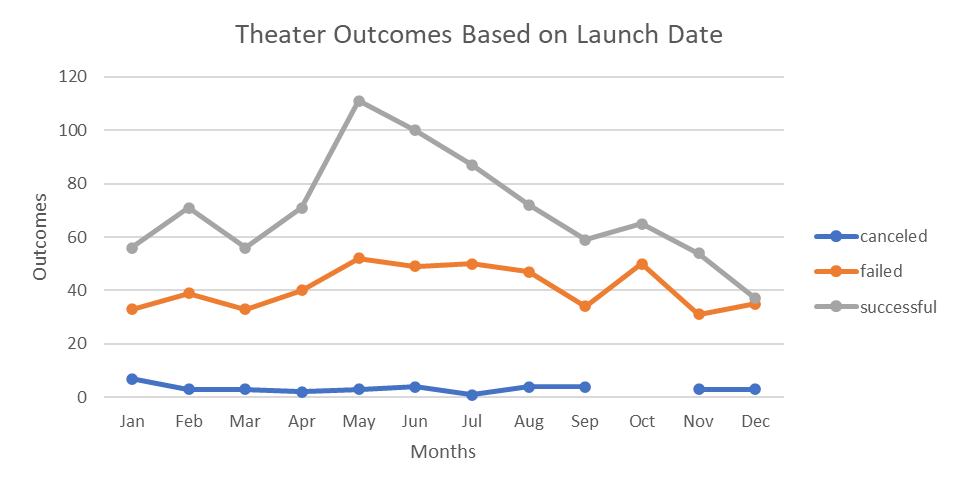 Theater Outcomes Based on Launch Date
120
100
80
60
40
20
0
Outcomes
Jan Feb Mar Apr May Jun Jul Aug Sep Oct Nov Dec
Months
canceled
failed
successful